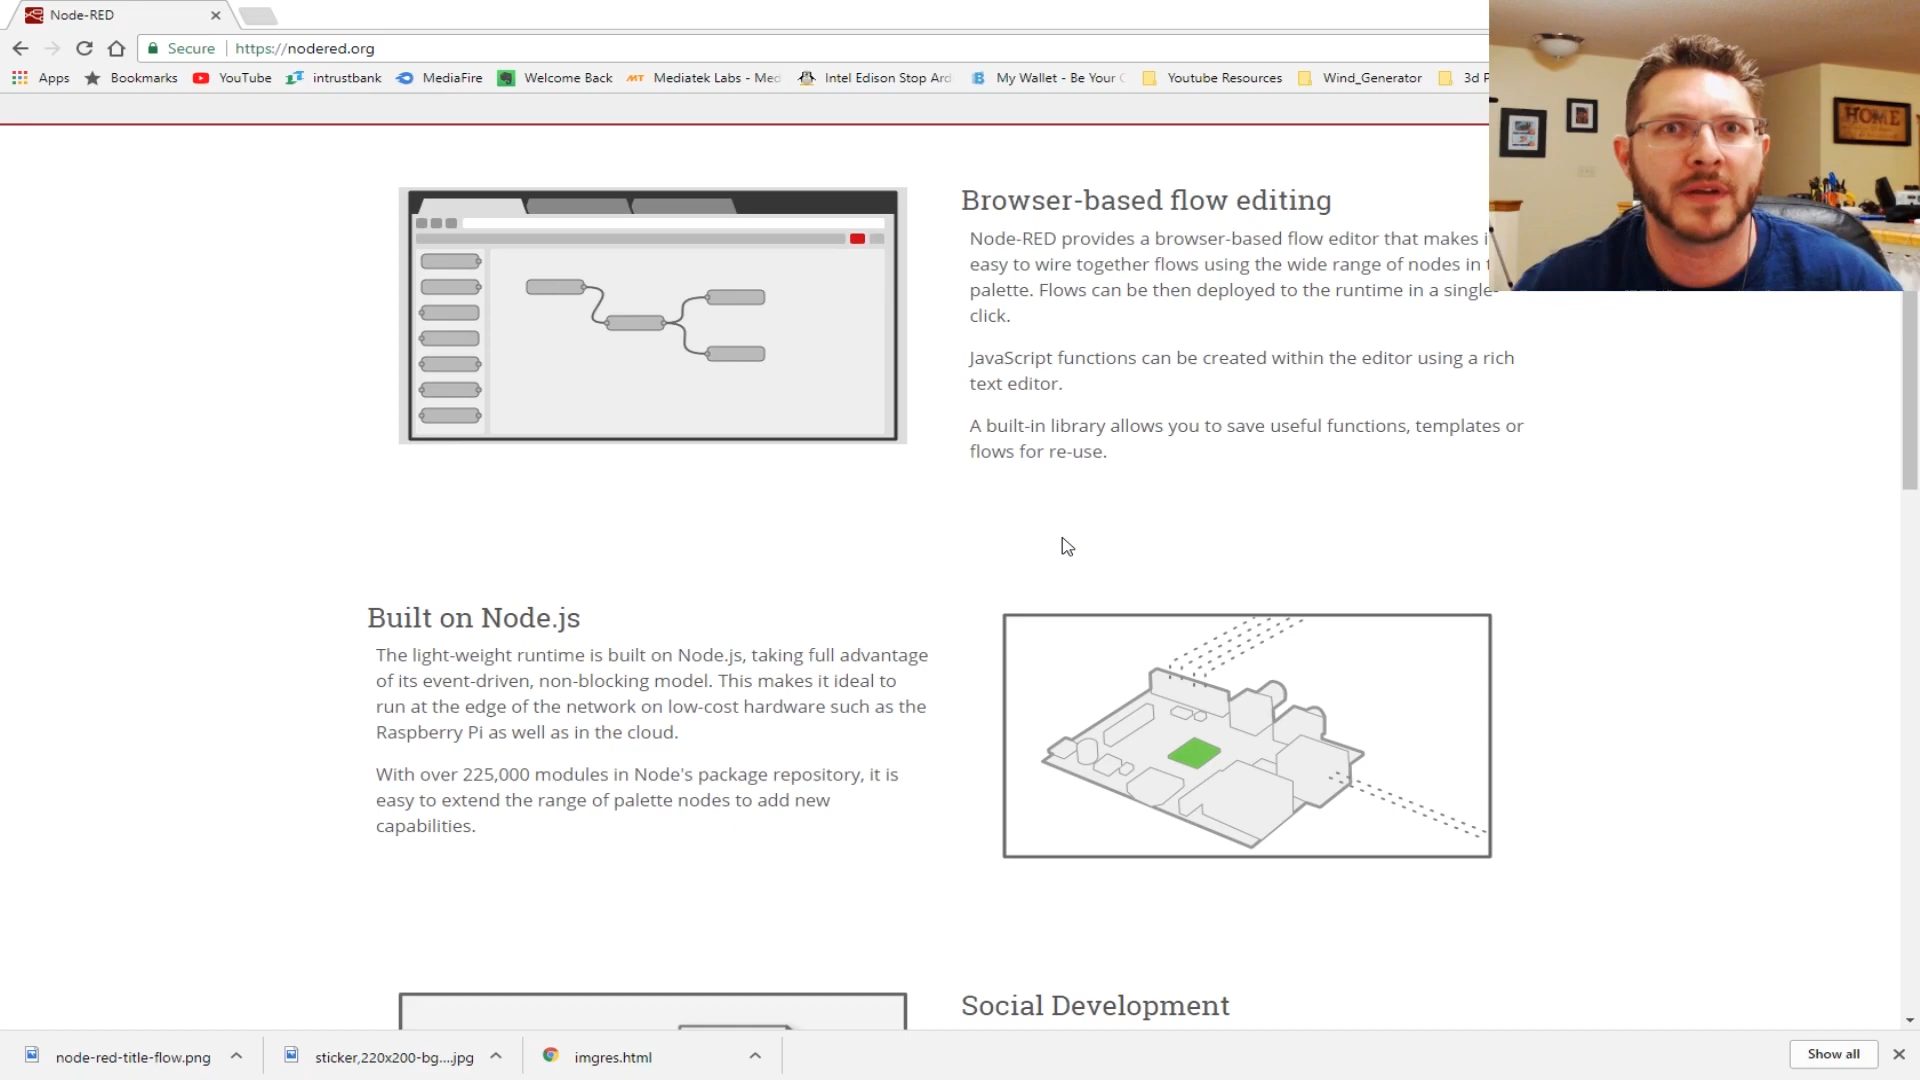 Node-RED
Secure
https://nodered.org
Apps
Bookmarks
YouTube
intrustbank
MediaFire
Welcome Back
Mediatek Labs - Med
Intel Edison Stop Ard
My Wallet - Be Your
Youtube Resources
Wind_Generator
3d P
HOME
Browser-based flow editing
Node-RED provides a browser-based flow editor that makes i
easy to wire together flows using the wide range of nodes in
palette. Flows can be then deployed to the runtime in a single-
click.
JavaScript functions can be created within the editor using a rich
text editor.
A built-in library allows you to save useful functions, templates or
flows for re-use.
Built on Node.js
The light-weight runtime is built on Node.js, taking full advantage
of its event-driven, non-blocking model. This makes it ideal to
run at the edge of the network on low-cost hardware such as the
Raspberry Pi as well as in the cloud.
With over 225,000 modules in Node's package repository, it is
easy to extend the range of palette nodes to add new
capabilities.
Social Development
node-red-title-flow.png
sticker,220x200-bg....jpg
imgres.html
Show all